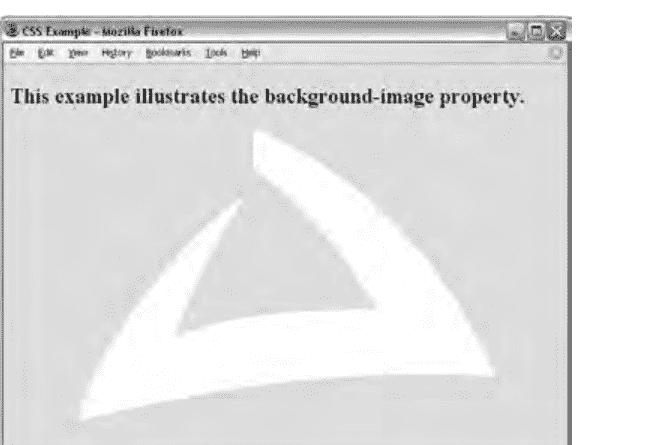 CSS Example - Mozilla Firefox
File Edit View History Bookmarks Tools Help
This example illustrates the background-image property.